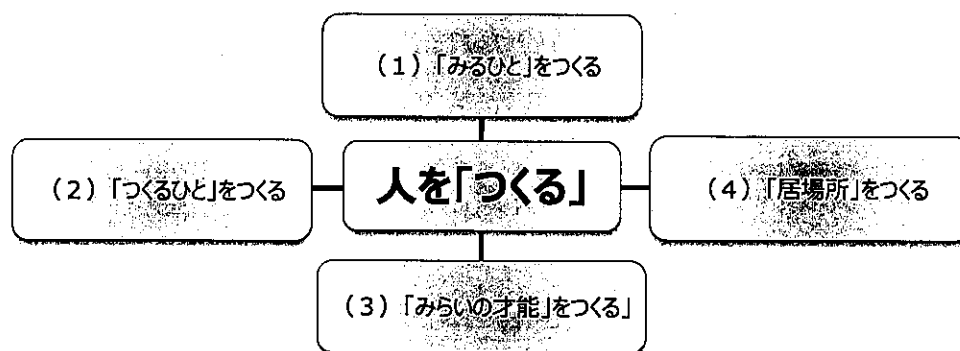 (1)「みるひと」をつくる
(2)「つくるひと」をつくる
人を「つくる」
(4)「居場所」をつくる
(3)「みらいの才能」をつくる」